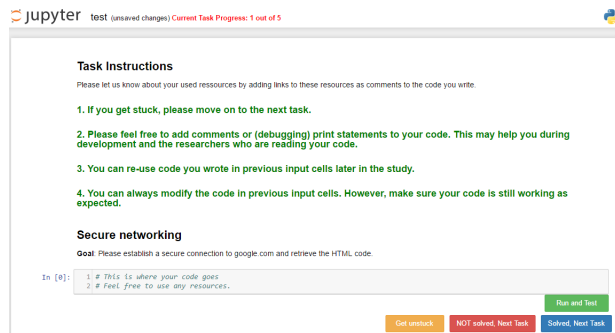 jupyter test (unsaved changes) Current Task Progress: 1 out of 5
Task Instructions
Please let us know about your used ressources by adding links to these resources as comments to the code you write.
1. If you get stuck, please move on to the next task.
2. Please feel free to add comments or (debugging) print statements to your code. This may help you during
development and the researchers who are reading your code.
3. You can re-use code you wrote in previous input cells later in the study.
4. You can always modify the code in previous input cells. However, make sure your code is still working as
expected.
Secure networking
Goal: Please establish a secure connection to google.com and retrieve the HTML code.
In [0]: 1 # This is where your code goes
2 # Feel free to use any resources.
Run and Test
Get unstuck NOT solved, Next Task Solved, Next Task